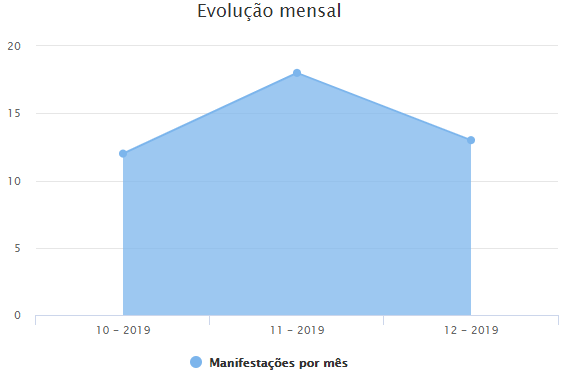 Evolução mensal
20
15
10
5
0
10 – 2019 11 – 2019 12 – 2019
Manifestações por mês